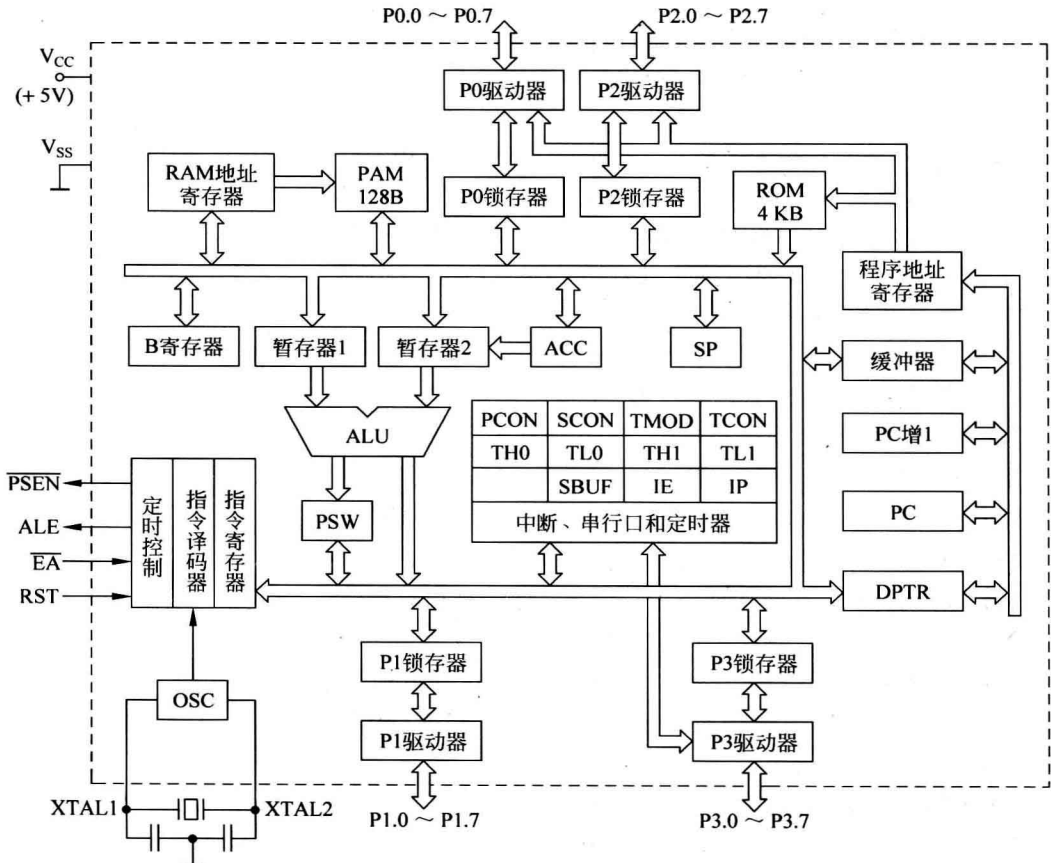 P0.0 ～ P0.7
P2.0 ～ P2.7
VCC
(+ 5V)
VSS
P0驱动器
P2驱动器
RAM地址
寄存器
PAM
128B
P0锁存器
P2锁存器
ROM
4 KB
程序地址
寄存器
B寄存器
暂存器1
暂存器2
ACC
SP
缓冲器
ALU
PCON
SCON
TMOD
TCON
TH0
TL0
TH1
TL1
SBUF
IE
IP
中断、串行口和定时器
PC增1
PC
DPTR
PSEN
ALE
EA
RST
定时控制
指令译码器
指令寄存器
PSW
P1锁存器
P3锁存器
OSC
P1驱动器
P3驱动器
XTAL1
XTAL2
P1.0 ～ P1.7
P3.0 ～ P3.7